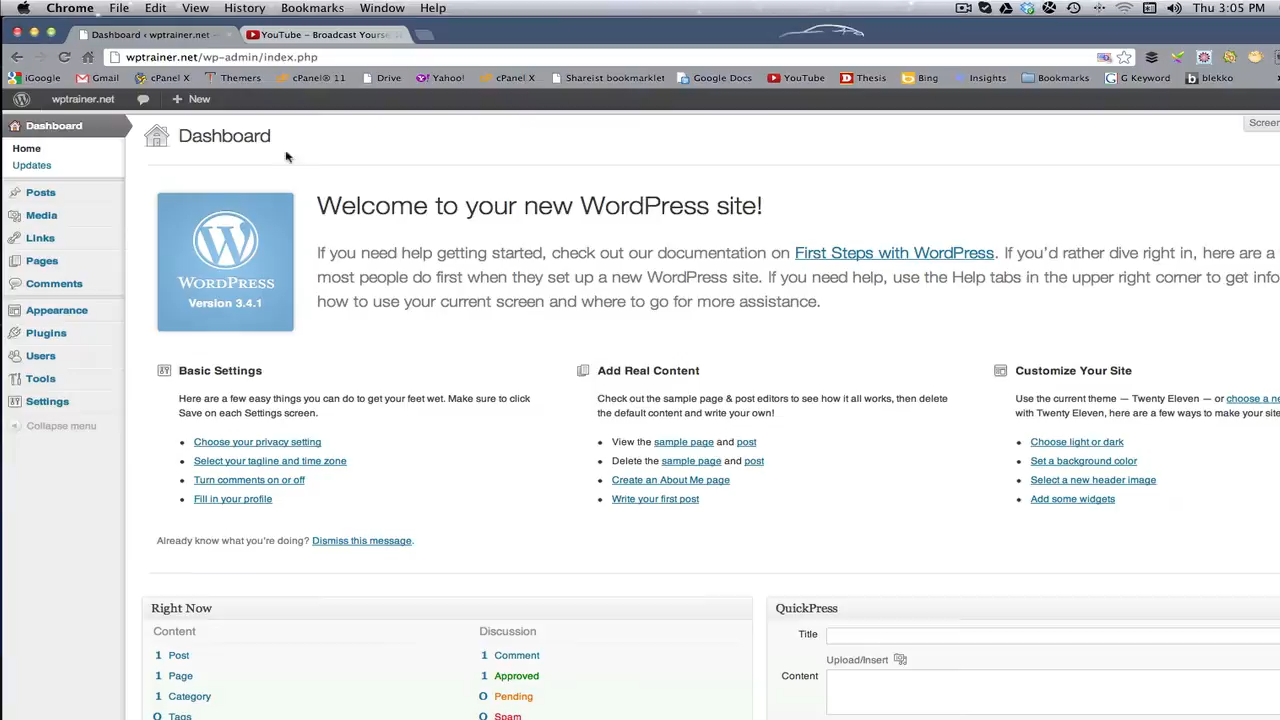 Chrome File Edit View History Bookmarks Window Help Thu 3:05 PM
Dashboard ‹ wptrainer.net — YouTube – Broadcast Yourse
wptrainer.net/wp-admin/index.php
iGoogle Gmail cPanel X Themers cPanel® 11 Drive Yahoo! cPanel X Shareist bookmarklet Google Docs YouTube Thesis Bing Insights Bookmarks G Keyword blekko
wptrainer.net + New
Dashboard
Home
Updates
Posts
Media
Links
Pages
Comments
Appearance
Plugins
Users
Tools
Settings
Collapse menu
Screen
Dashboard
WORDPRESS
Version 3.4.1
Welcome to your new WordPress site!
If you need help getting started, check out our documentation on First Steps with WordPress. If you’d rather dive right in, here are a
most people do first when they set up a new WordPress site. If you need help, use the Help tabs in the upper right corner to get info
how to use your current screen and where to go for more assistance.
Basic Settings
Here are a few easy things you can do to get your feet wet. Make sure to click
Save on each Settings screen.
• Choose your privacy setting
• Select your tagline and time zone
• Turn comments on or off
• Fill in your profile
Add Real Content
Check out the sample page & post editors to see how it all works, then delete
the default content and write your own!
• View the sample page and post
• Delete the sample page and post
• Create an About Me page
• Write your first post
Customize Your Site
Use the current theme — Twenty Eleven — or choose a ne
with Twenty Eleven, here are a few ways to make your site
• Choose light or dark
• Set a background color
• Select a new header image
• Add some widgets
Already know what you’re doing? Dismiss this message.
Right Now
Content
1 Post
1 Page
1 Category
0 Tags
Discussion
1 Comment
1 Approved
0 Pending
0 Spam
QuickPress
Title
Upload/Insert
Content